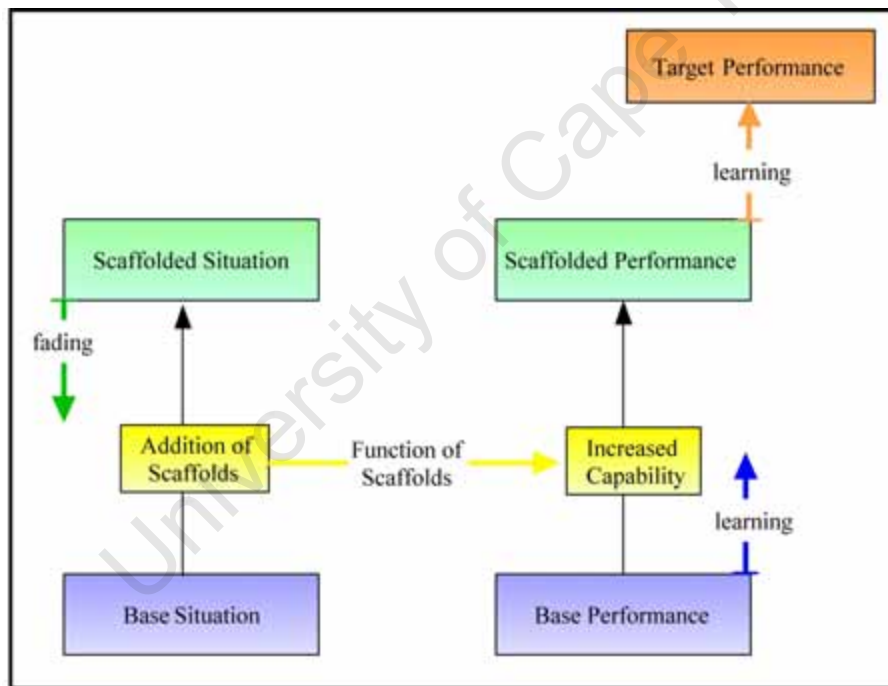 Target Performance
learning
Scaffolded Situation
Scaffolded Performance
fading
Addition of
Scaffolds
Function of
Scaffolds
Increased
Capability
learning
Base Situation
Base Performance
University of Cape